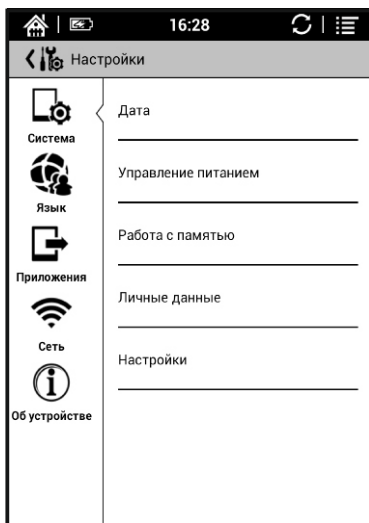 16:28
Настройки
Система
Язык
Приложения
Сеть
Об устройстве
Дата
Управление питанием
Работа с памятью
Личные данные
Настройки